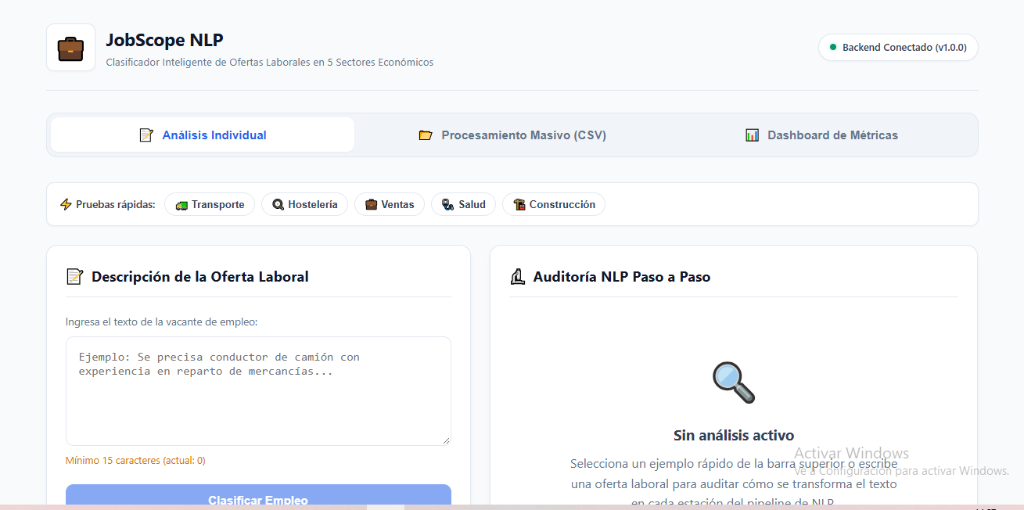 JobScope NLP
Clasificador Inteligente de Ofertas Laborales en 5 Sectores Económicos
Backend Conectado (v1.0.0)
Análisis Individual
Procesamiento Masivo (CSV)
Dashboard de Métricas
Pruebas rápidas:
Transporte
Hostelería
Ventas
Salud
Construcción
Descripción de la Oferta Laboral
Ingresa el texto de la vacante de empleo:
Ejemplo: Se precisa conductor de camión con
experiencia en reparto de mercancías...
Mínimo 15 caracteres (actual: 0)
Clasificar Empleo
Auditoría NLP Paso a Paso
Sin análisis activo
Selecciona un ejemplo rápido de la barra superior o escribe
una oferta laboral para auditar cómo se transforma el texto
en cada estación del pipeline de NLP.
Activar Windows
Ve a Configuración para activar Windows.